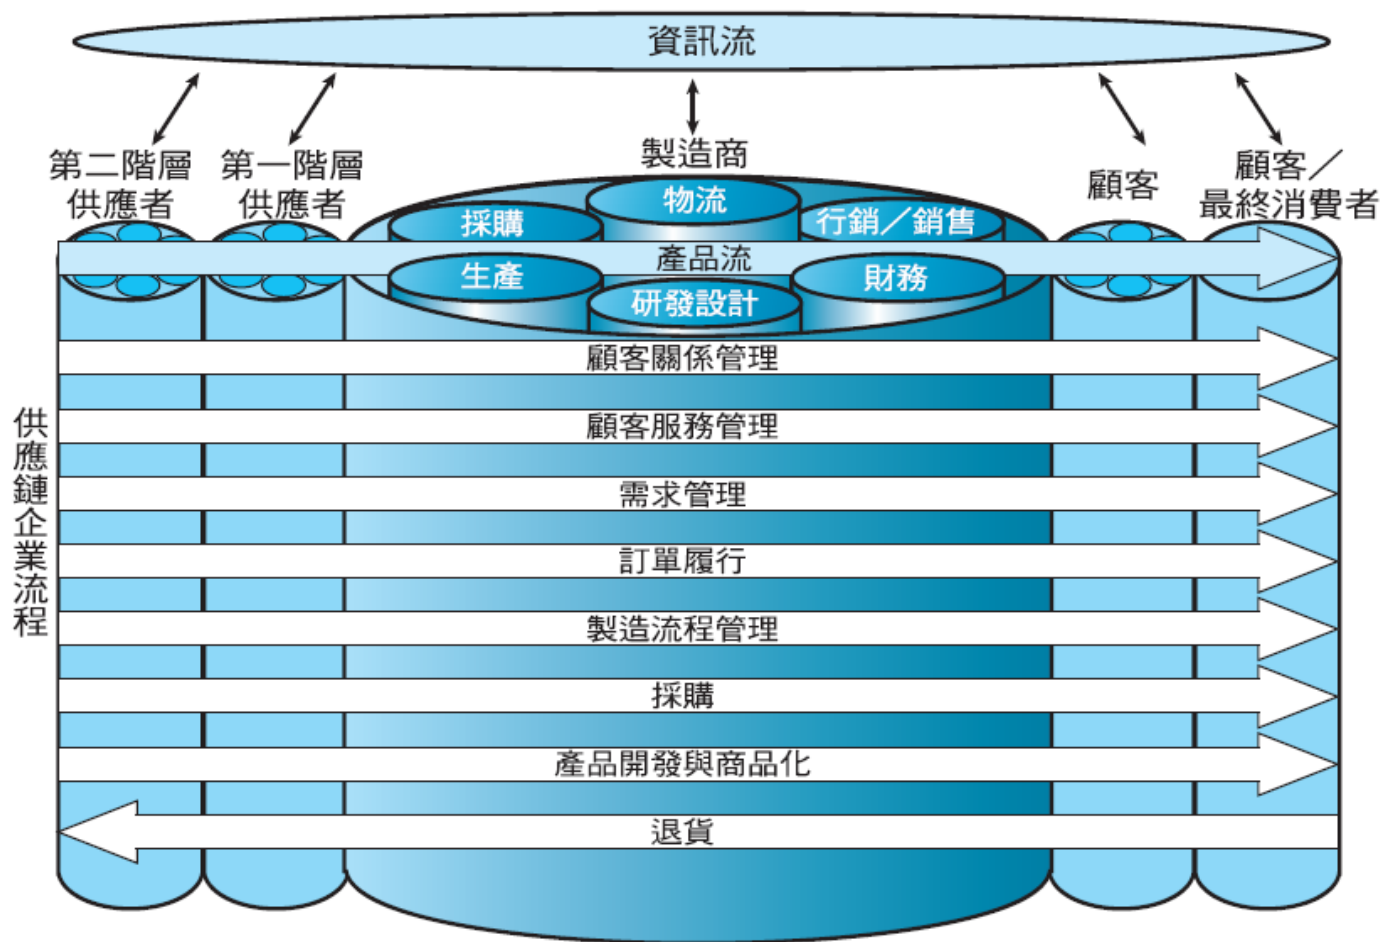 資訊流
第二階層
供應者
第一階層
供應者
製造商
顧客
顧客／
最終消費者
物流
採購
行銷／銷售
產品流
生產
財務
研發設計
供應鏈企業流程
顧客關係管理
顧客服務管理
需求管理
訂單履行
製造流程管理
採購
產品開發與商品化
退貨